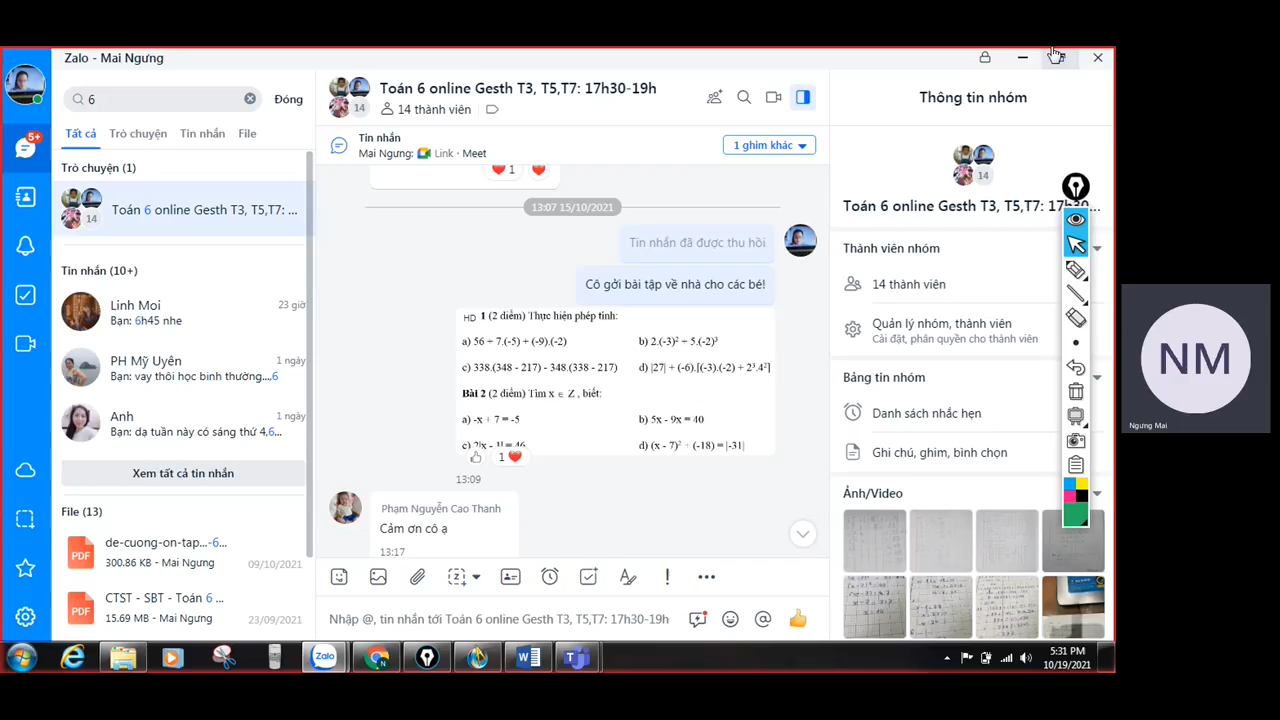 Zalo - Mai Ngưng
6
Đóng
Tất cả
Trò chuyện
Tin nhắn
File
5+
Trò chuyện (1)
14
Toán 6 online Gesth T3, T5,T7: ...
Tin nhắn (10+)
Linh Moi
23 giờ
Bạn: 6h45 nhe
PH Mỹ Uyên
1 ngày
Bạn: vay thôi học binh thường....,6
Anh
1 ngày
Bạn: dạ tuần này có sáng thứ 4,6...
Xem tất cả tin nhắn
File (13)
PDF
de-cuong-on-tap...-6...
300.86 KB - Mai Ngưng
09/10/2021
PDF
CTST - SBT - Toán 6 ...
15.69 MB - Mai Ngưng
23/09/2021
14
Toán 6 online Gesth T3, T5,T7: 17h30-19h
14 thành viên
Tin nhắn
Mai Ngưng: Link · Meet
1 ghim khác
1
13:07 15/10/2021
Tin nhắn đã được thu hồi
Cô gởi bài tập về nhà cho các bé!
HD 1 (2 điểm) Thực hiện phép tính:
a) 56 + 7.(-5) + (-9).(-2)
b) 2.(-3)² + 5.(-2)³
c) 338.(348 - 217) - 348.(338 - 217)
d) |27| + (-6).[(-3).(-2) + 2³.4²]
Bài 2 (2 điểm) Tìm x ∈ Z , biết:
a) -x + 7 = -5
b) 5x - 9x = 40
c) 2|x - 1| = 46
d) (x - 7)² + (-18) = |-31|
1
13:09
Phạm Nguyễn Cao Thanh
Cảm ơn cô ạ
13:17
Nhập @, tin nhắn tới Toán 6 online Gesth T3, T5,T7: 17h30-19h
Thông tin nhóm
14
Toán 6 online Gesth T3, T5,T7: 17h30...
Thành viên nhóm
14 thành viên
Quản lý nhóm, thành viên
Cài đặt, phân quyền cho thành viên
Bảng tin nhóm
Danh sách nhắc hẹn
Ghi chú, ghim, bình chọn
Ảnh/Video
NM
Ngưng Mai
Zalo
5:31 PM
10/19/2021